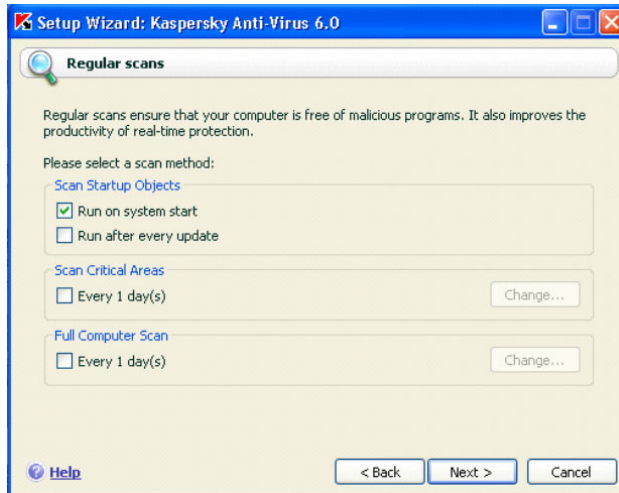 Setup Wizard: Kaspersky Anti-Virus 6.0
Regular scans
Regular scans ensure that your computer is free of malicious programs. It also improves the
productivity of real-time protection.
Please select a scan method:
Scan Startup Objects
Run on system start
Run after every update
Scan Critical Areas
Every 1 day(s)
Change...
Full Computer Scan
Every 1 day(s)
Change...
Help
< Back
Next >
Cancel